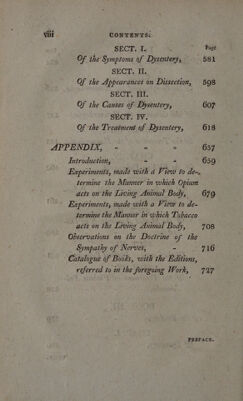 viii CONTENTS.
SECT. I. Page
Of the Symptoms of Dysentery, 581
SECT. II.
Of the Appearances on Dissection, 598
SECT. III.
Of the Causes of Dysentery, 607
SECT. IV.
Of the Treatment of Dysentery, 618
APPENDIX, - - - 657
Introduction, - - 659
Experiments, made with a View to de-
termine the Manner in which Opium
acts on the Living Animal Body, 679
Experiments, made with a View to de-
termine the Manner in which Tobacco
acts on the Living Animal Body, 708
Observations on the Doctrine of the
Sympathy of Nerves, - 716
Catalogue of Books, with the Editions,
referred to in the foregoing Work, 727
PREFACE.